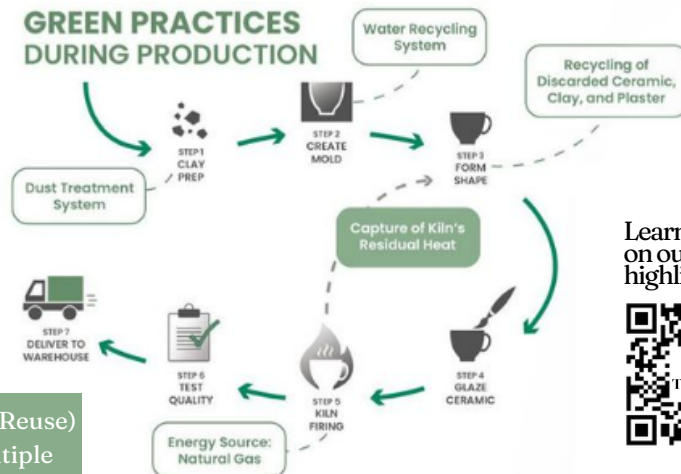 GREEN PRACTICES
DURING PRODUCTION
Water Recycling
System
Recycling of
Discarded Ceramic,
Clay, and Plaster
STEP 1
CLAY
PREP
STEP 2
CREATE
MOLD
STEP 3
FORM
SHAPE
Dust Treatment
System
Capture of Kiln's
Residual Heat
Learn
on ou
highli
STEP 7
DELIVER TO
WAREHOUSE
STEP 6
TEST
QUALITY
STEP 5
KILN
FIRING
STEP 4
GLAZE
CERAMIC
Energy Source:
Natural Gas
Reuse)
tiple